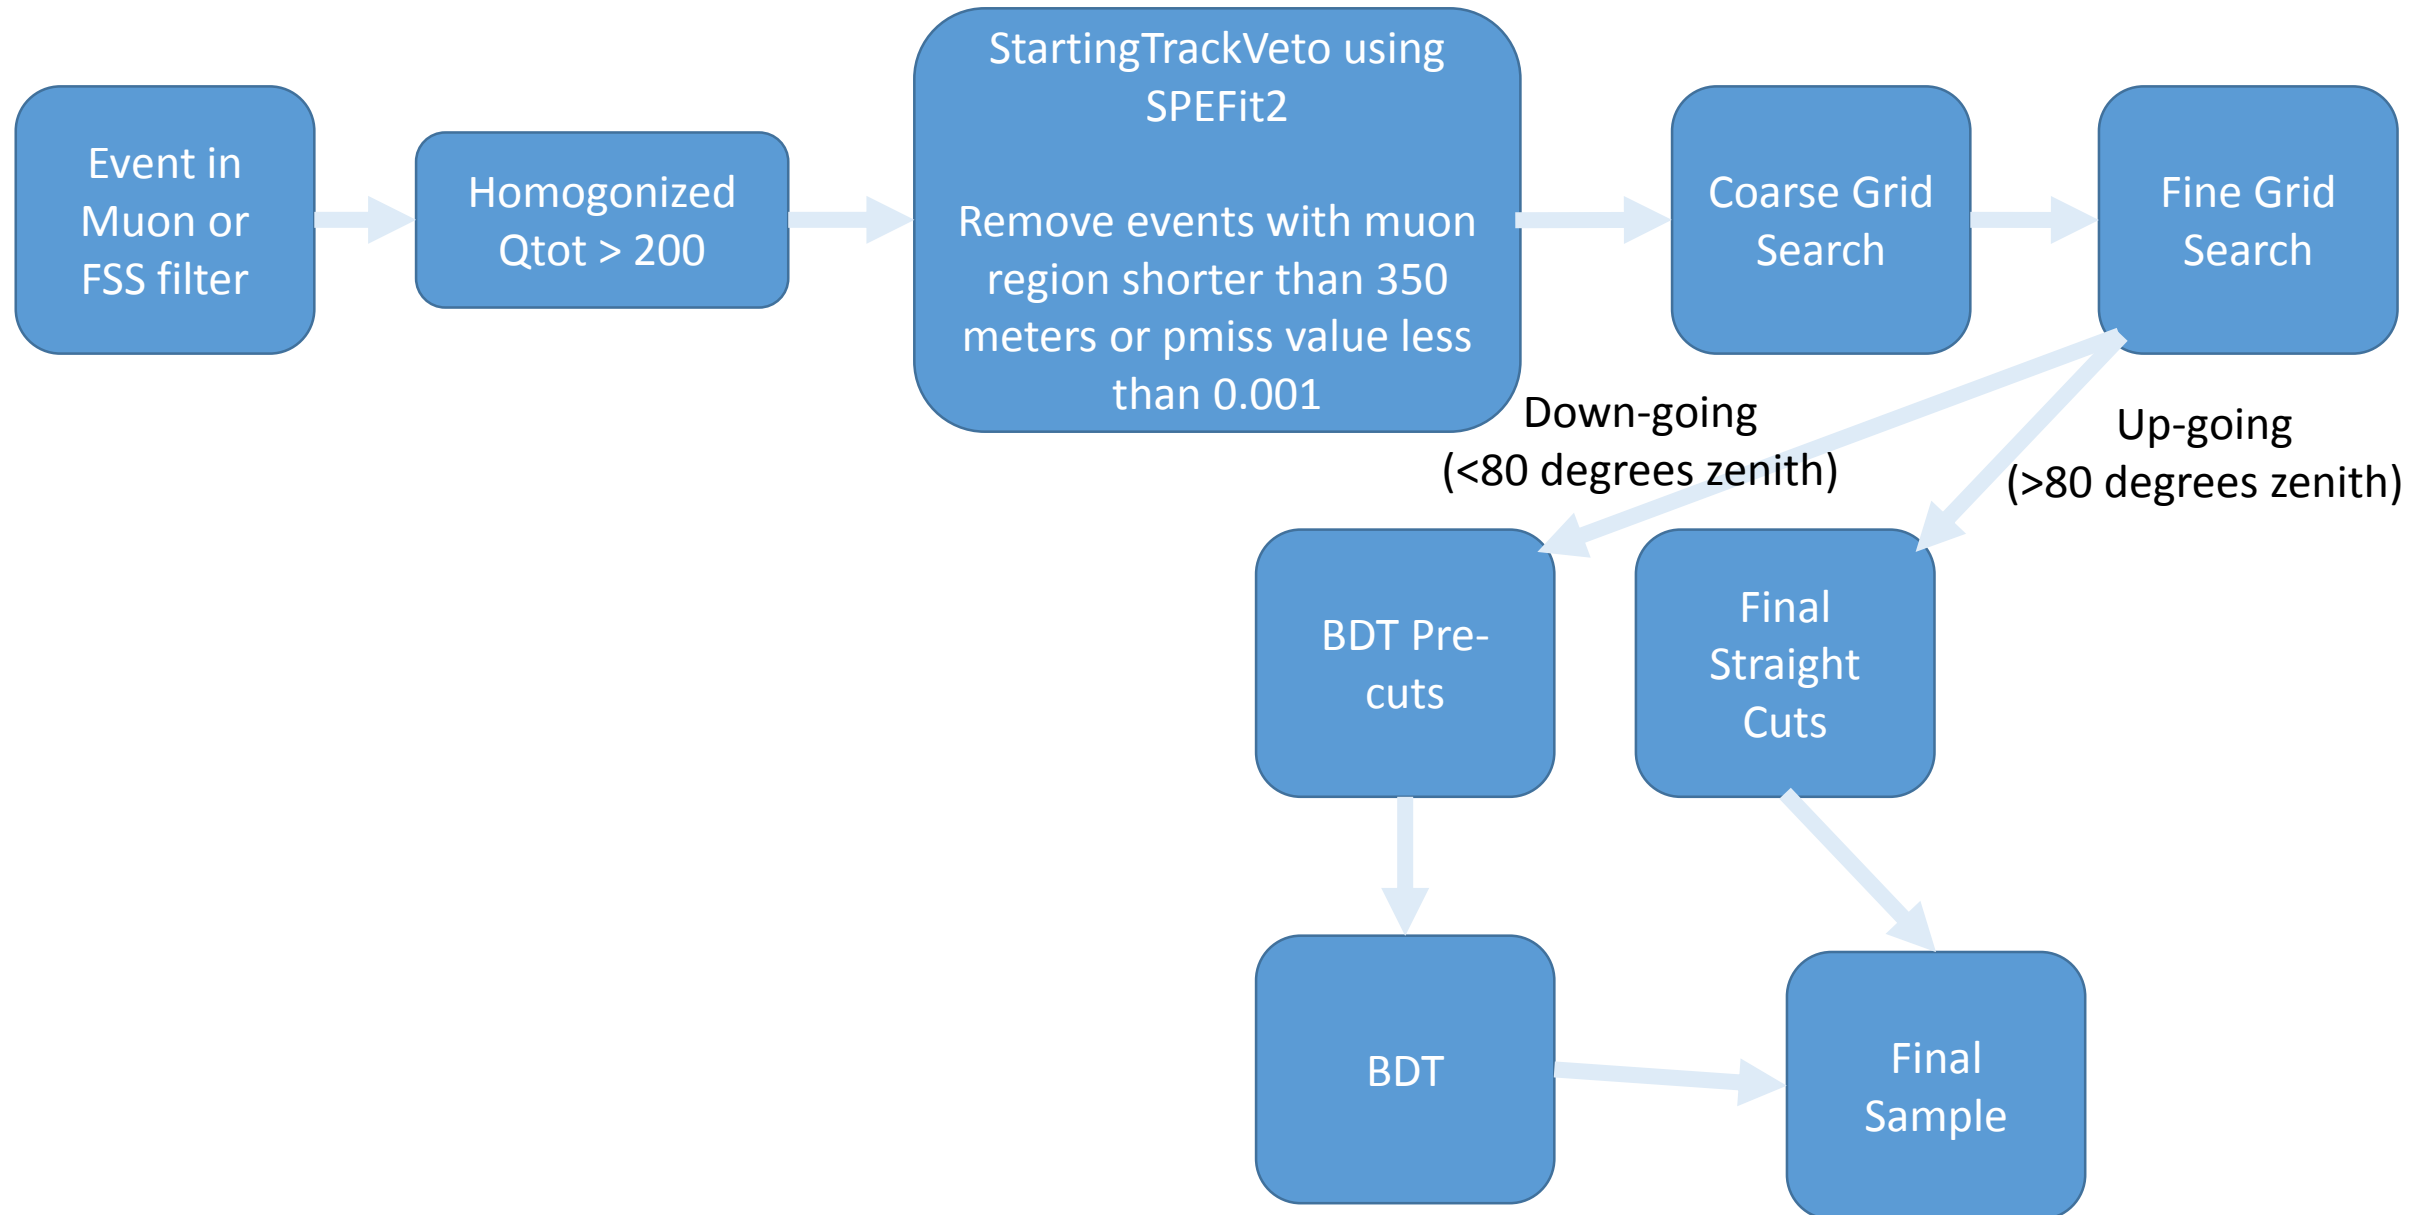 Event in
Muon or
FSS filter
Homogonized
Qtot > 200
StartingTrackVeto using
SPEFit2
Remove events with muon
region shorter than 350
meters or pmiss value less
than 0.001
Coarse Grid
Search
Fine Grid
Search
Down-going
(<80 degrees zenith)
Up-going
(>80 degrees zenith)
BDT Pre-
cuts
Final
Straight
Cuts
BDT
Final
Sample